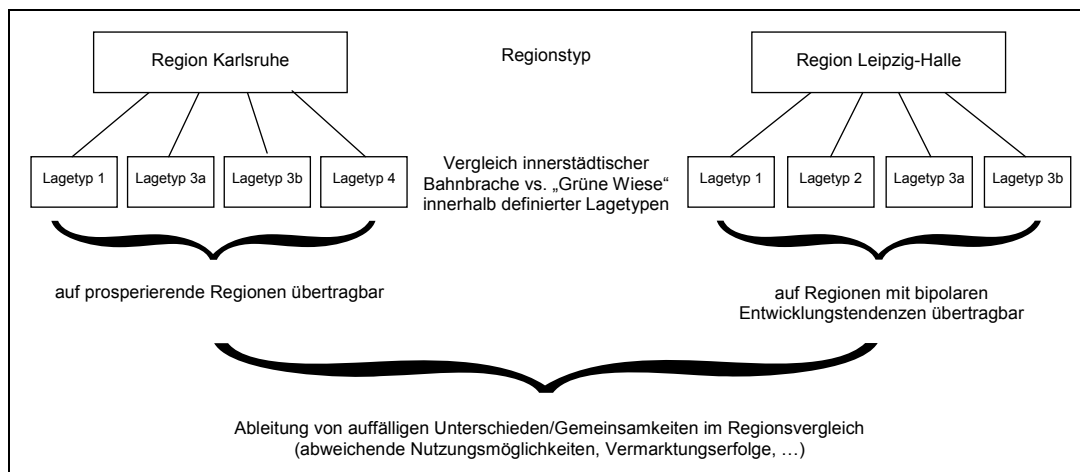 Region Karlsruhe
Regionstyp
Region Leipzig-Halle
Lagetyp 1
Lagetyp 3a
Lagetyp 3b
Lagetyp 4
Vergleich innerstädtischer
Bahnbrache vs. „Grüne Wiese“
innerhalb definierter Lagetypen
Lagetyp 1
Lagetyp 2
Lagetyp 3a
Lagetyp 3b
auf prosperierende Regionen übertragbar
auf Regionen mit bipolaren
Entwicklungstendenzen übertragbar
Ableitung von auffälligen Unterschieden/Gemeinsamkeiten im Regionsvergleich
(abweichende Nutzungsmöglichkeiten, Vermarktungserfolge, …)